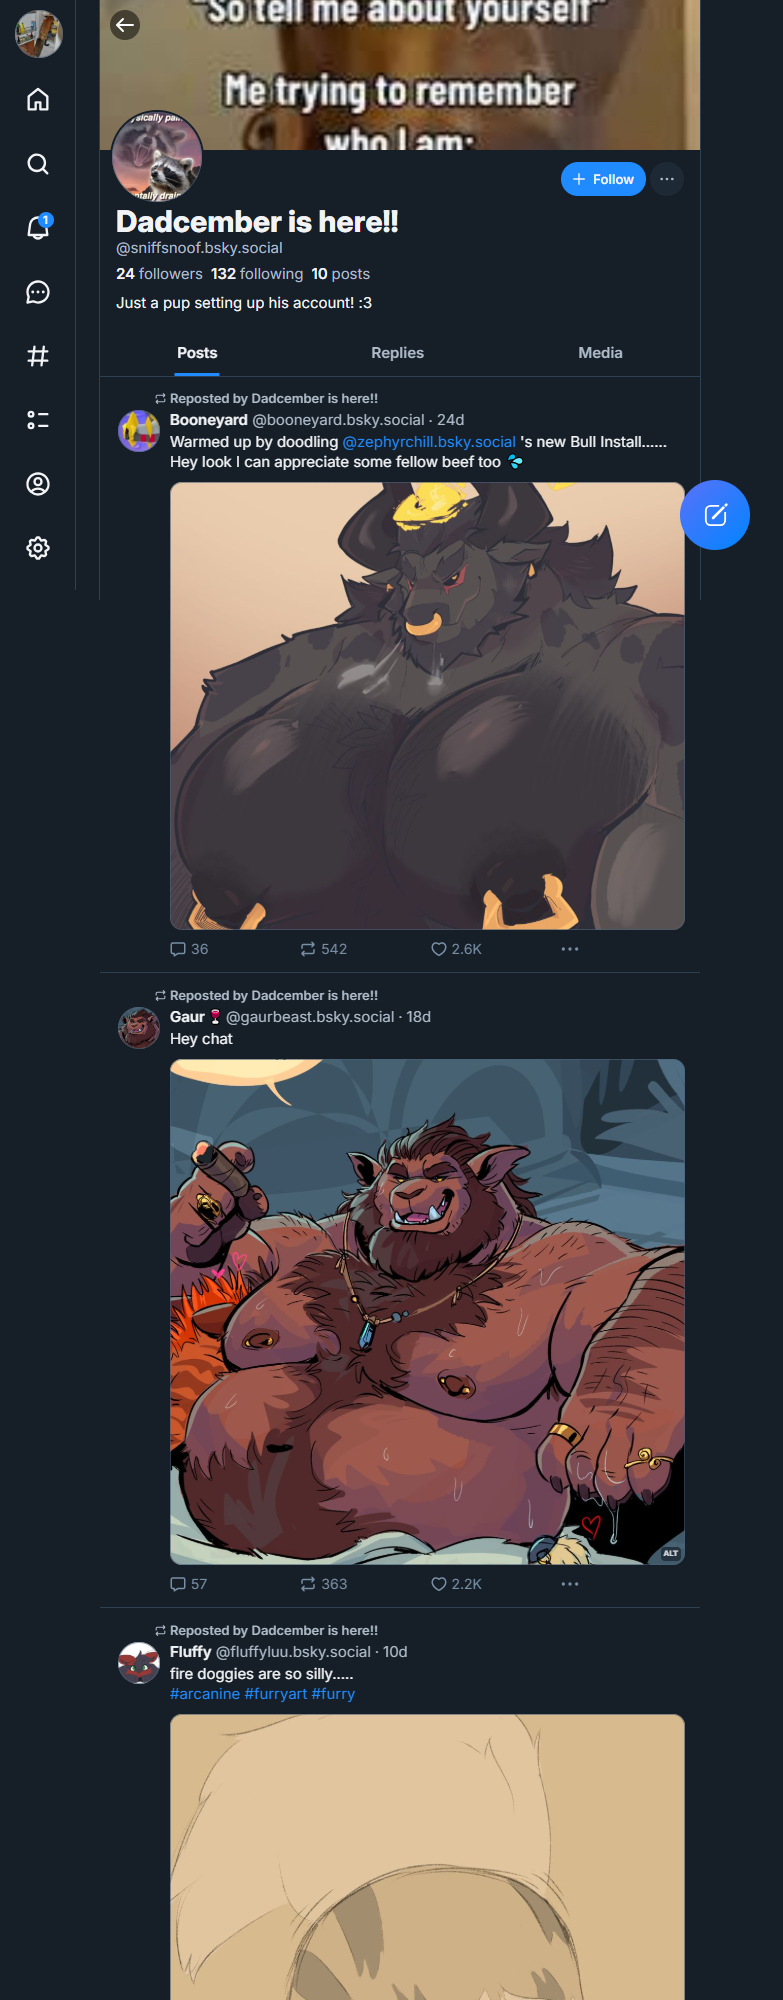 "So tell me about yourself"
Me trying to remember
who I am:
Follow
Dadcember is here!!
@sniffsnoof.bsky.social
24 followers 132 following 10 posts
Just a pup setting up his account! :3
Posts Replies Media
Reposted by Dadcember is here!!
Booneyard @booneyard.bsky.social · 24d
Warmed up by doodling @zephyrchill.bsky.social 's new Bull Install......
Hey look I can appreciate some fellow beef too 💦
36 542 2.6K
Reposted by Dadcember is here!!
Gaur 🍷 @gaurbeast.bsky.social · 18d
Hey chat
ALT
57 363 2.2K
Reposted by Dadcember is here!!
Fluffy @fluffyluu.bsky.social · 10d
fire doggies are so silly.....
#arcanine #furryart #furry
1